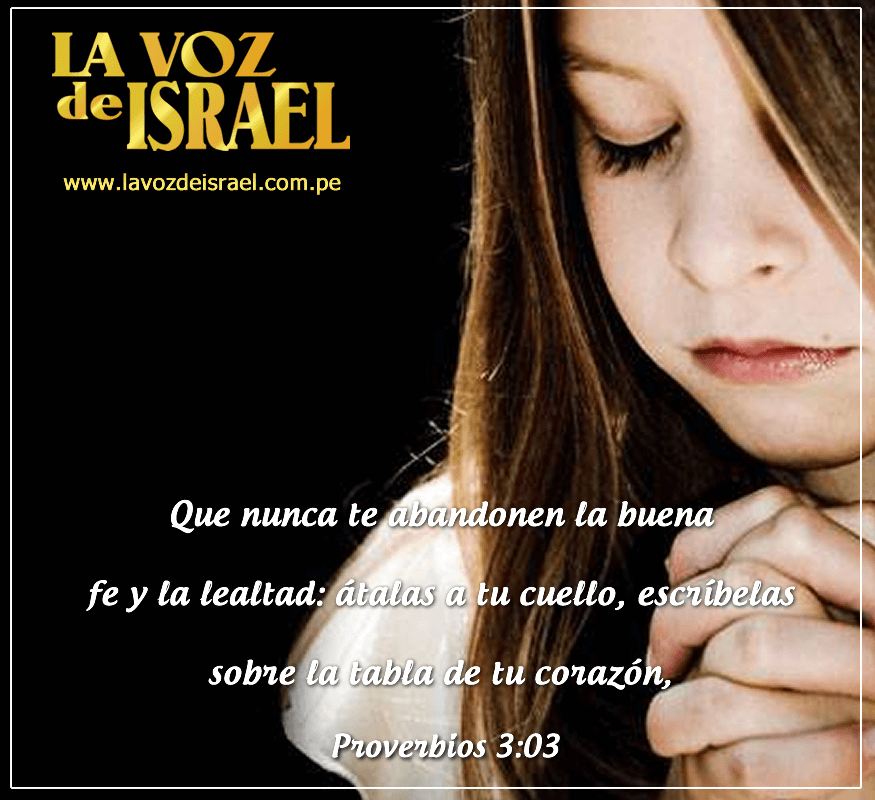 LA VOZ
de ISRAEL
www.lavozdeisrael.com.pe
Que nunca te abandonen la buena
fe y la lealtad: átalas a tu cuello, escríbelas
sobre la tabla de tu corazón,
Proverbios 3:03